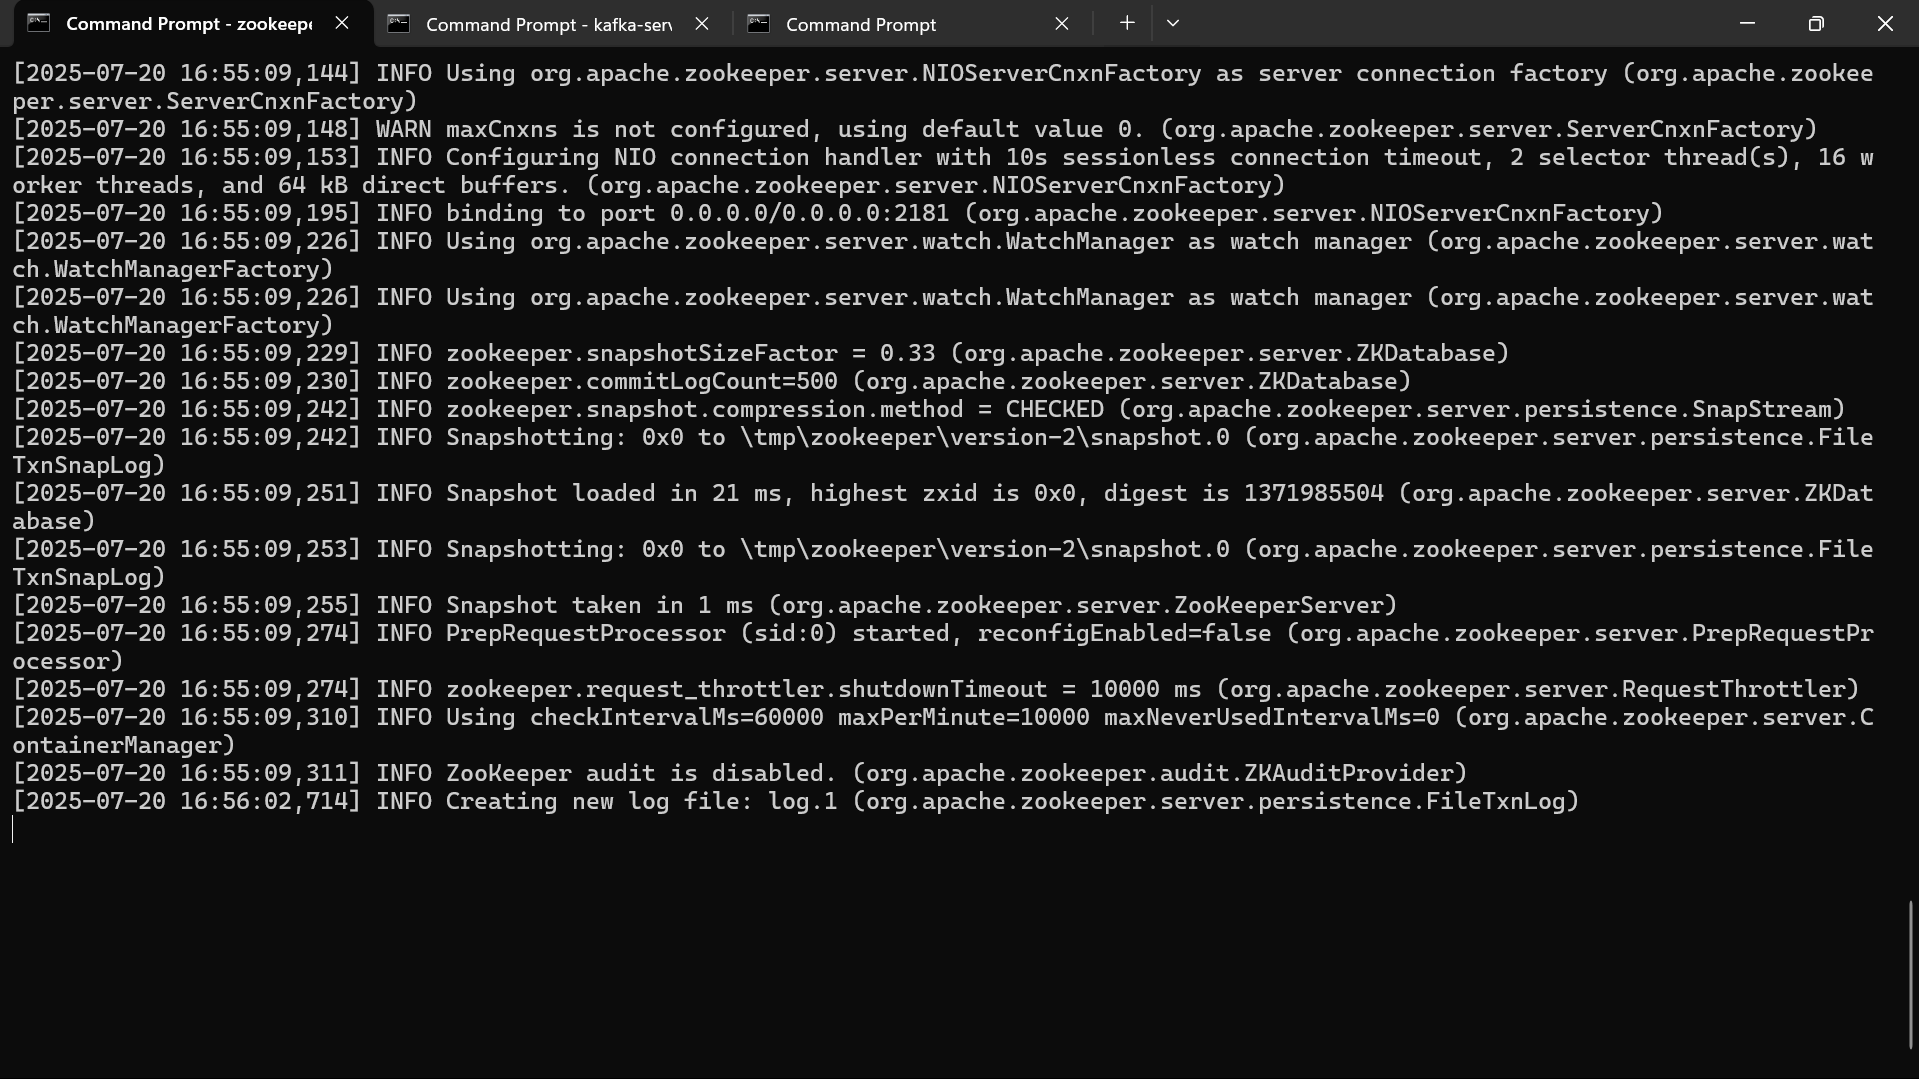 Command Prompt - zookeepe
Command Prompt - kafka-serv
Command Prompt
[2025-07-20 16:55:09,144] INFO Using org.apache.zookeeper.server.NIOServerCnxnFactory as server connection factory (org.apache.zookee
per.server.ServerCnxnFactory)
[2025-07-20 16:55:09,148] WARN maxCnxns is not configured, using default value 0. (org.apache.zookeeper.server.ServerCnxnFactory)
[2025-07-20 16:55:09,153] INFO Configuring NIO connection handler with 10s sessionless connection timeout, 2 selector thread(s), 16 w
orker threads, and 64 kB direct buffers. (org.apache.zookeeper.server.NIOServerCnxnFactory)
[2025-07-20 16:55:09,195] INFO binding to port 0.0.0.0/0.0.0.0:2181 (org.apache.zookeeper.server.NIOServerCnxnFactory)
[2025-07-20 16:55:09,226] INFO Using org.apache.zookeeper.server.watch.WatchManager as watch manager (org.apache.zookeeper.server.wat
ch.WatchManagerFactory)
[2025-07-20 16:55:09,226] INFO Using org.apache.zookeeper.server.watch.WatchManager as watch manager (org.apache.zookeeper.server.wat
ch.WatchManagerFactory)
[2025-07-20 16:55:09,229] INFO zookeeper.snapshotSizeFactor = 0.33 (org.apache.zookeeper.server.ZKDatabase)
[2025-07-20 16:55:09,230] INFO zookeeper.commitLogCount=500 (org.apache.zookeeper.server.ZKDatabase)
[2025-07-20 16:55:09,242] INFO zookeeper.snapshot.compression.method = CHECKED (org.apache.zookeeper.server.persistence.SnapStream)
[2025-07-20 16:55:09,242] INFO Snapshotting: 0x0 to \tmp\zookeeper\version-2\snapshot.0 (org.apache.zookeeper.server.persistence.File
TxnSnapLog)
[2025-07-20 16:55:09,251] INFO Snapshot loaded in 21 ms, highest zxid is 0x0, digest is 1371985504 (org.apache.zookeeper.server.ZKDat
abase)
[2025-07-20 16:55:09,253] INFO Snapshotting: 0x0 to \tmp\zookeeper\version-2\snapshot.0 (org.apache.zookeeper.server.persistence.File
TxnSnapLog)
[2025-07-20 16:55:09,255] INFO Snapshot taken in 1 ms (org.apache.zookeeper.server.ZooKeeperServer)
[2025-07-20 16:55:09,274] INFO PrepRequestProcessor (sid:0) started, reconfigEnabled=false (org.apache.zookeeper.server.PrepRequestPr
ocessor)
[2025-07-20 16:55:09,274] INFO zookeeper.request_throttler.shutdownTimeout = 10000 ms (org.apache.zookeeper.server.RequestThrottler)
[2025-07-20 16:55:09,310] INFO Using checkIntervalMs=60000 maxPerMinute=10000 maxNeverUsedIntervalMs=0 (org.apache.zookeeper.server.C
ontainerManager)
[2025-07-20 16:55:09,311] INFO ZooKeeper audit is disabled. (org.apache.zookeeper.audit.ZKAuditProvider)
[2025-07-20 16:56:02,714] INFO Creating new log file: log.1 (org.apache.zookeeper.server.persistence.FileTxnLog)